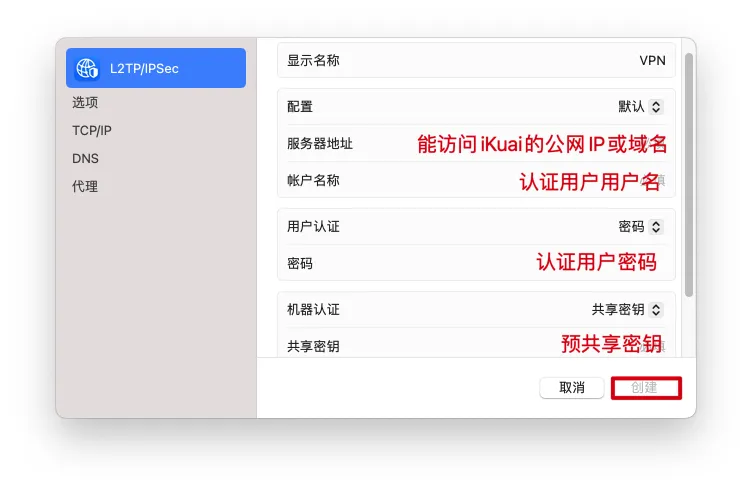 L2TP/IPSec
选项
TCP/IP
DNS
代理
显示名称 VPN
配置 默认
服务器地址 能访问iKuai的公网IP或域名
帐户名称 认证用户用户名
用户认证 密码
密码 认证用户密码
机器认证 共享密钥
共享密钥 预共享密钥
取消 创建